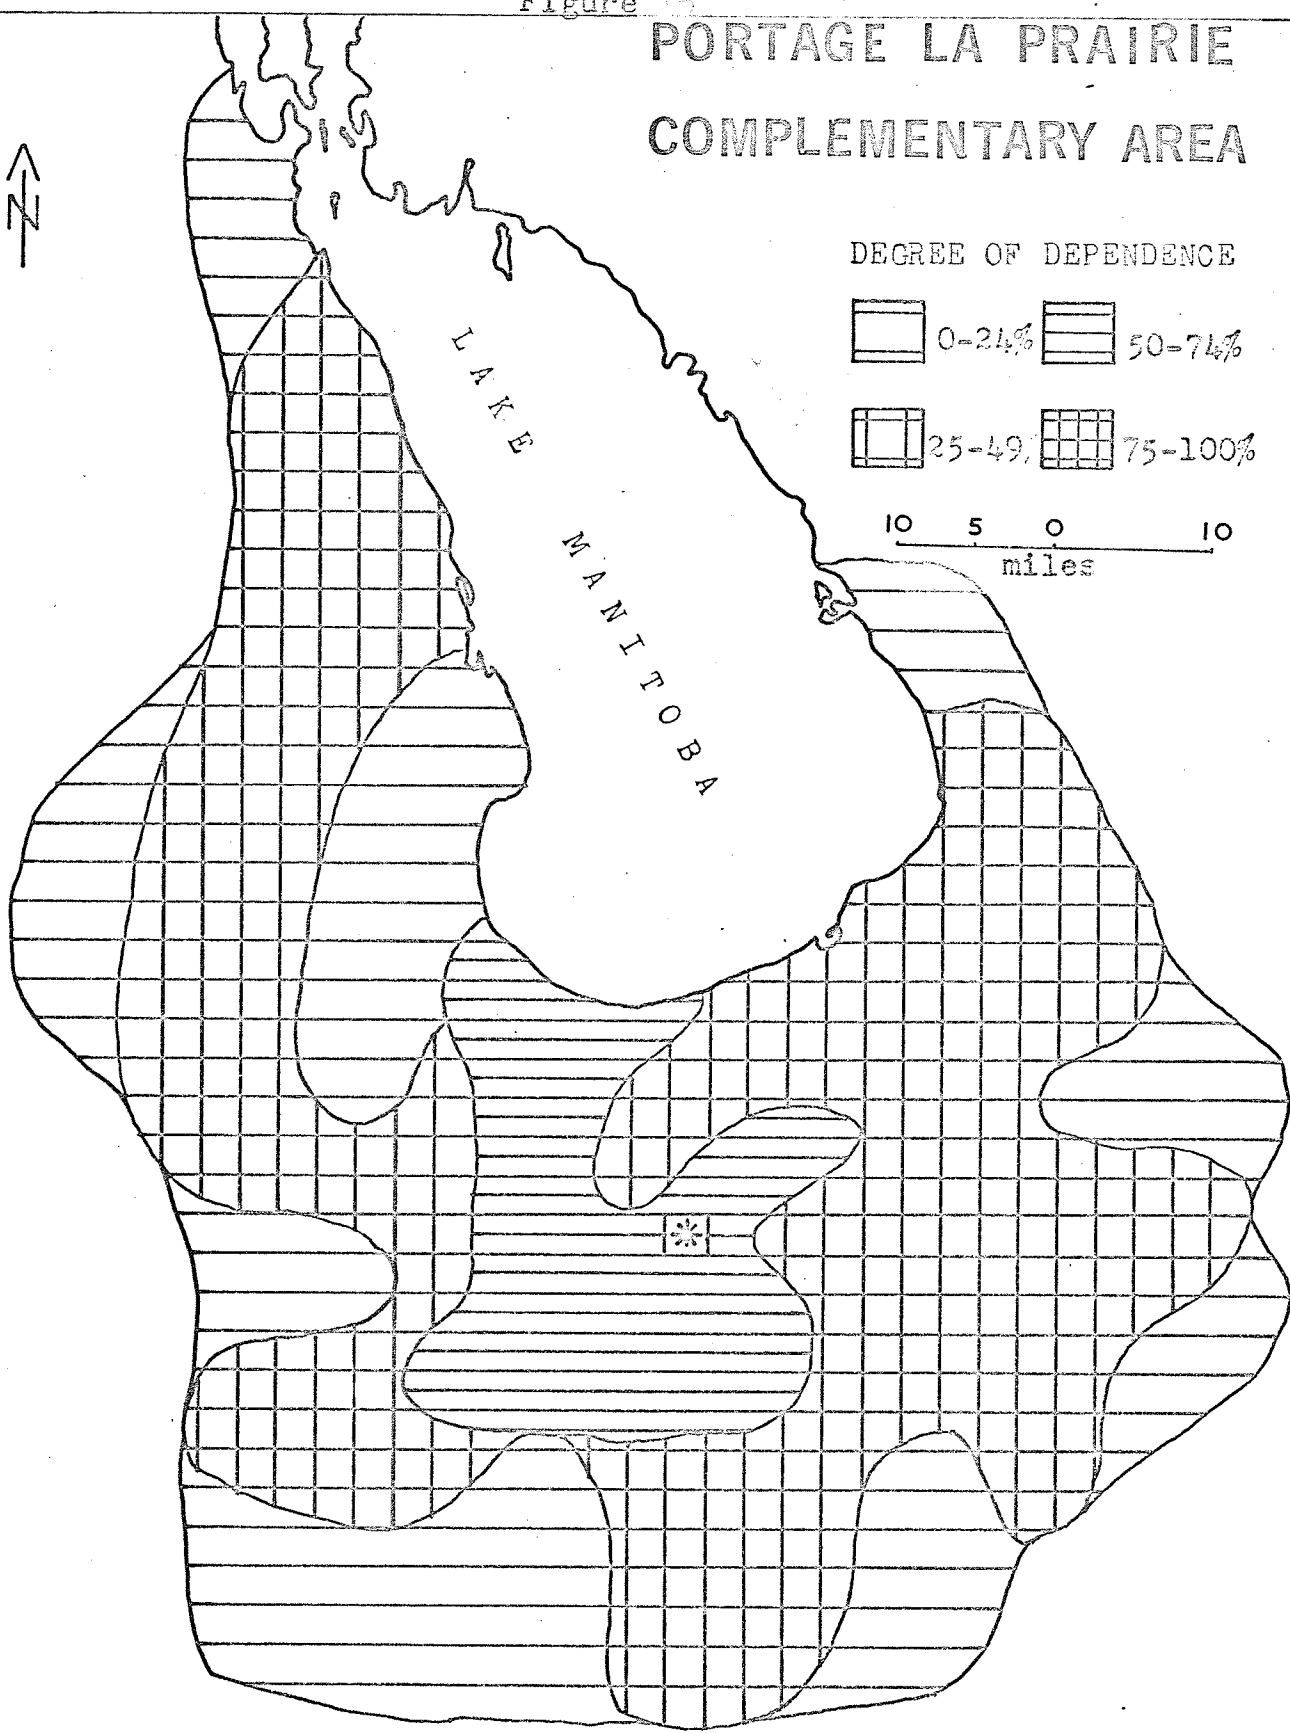 Figure
PORTAGE LA PRAIRIE
COMPLEMENTARY AREA
N
DEGREE OF DEPENDENCE
0-24% 50-74%
25-49% 75-100%
10 5 0 10
miles
LAKE
MANITOBA